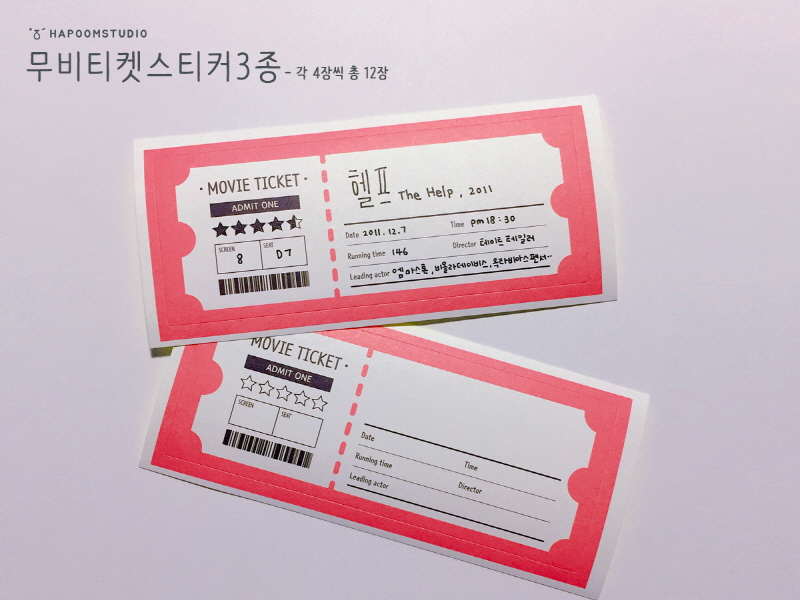 HAPOOMSTUDIO
무비티켓스티커3종 - 각 4장씩 총 12장
· MOVIE TICKET ·
ADMIT ONE
SCREEN 8 SEAT D7
헬프 The Help, 2011
Date 2011.12.7 Time pm 18:30
Running time 146 Director 테이트 테일러
Leading actor 엠마스톤, 비올라데이비스, 옥타비아스펜서..
MOVIE TICKET ·
ADMIT ONE
SCREEN SEAT
Date Time
Running time Director
Leading actor